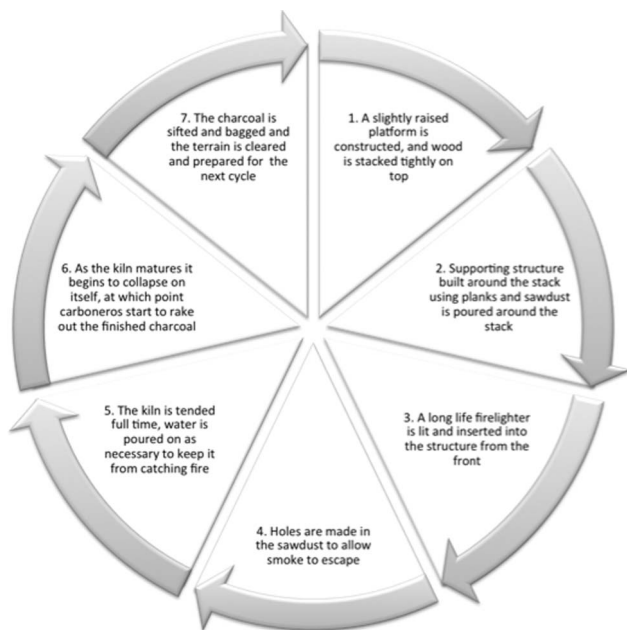 1. A slightly raised
platform is
constructed, and wood
is stacked tightly on
top
2. Supporting structure
built around the stack
using planks and sawdust
is poured around the
stack
3. A long life firelighter
is lit and inserted into
the structure from the
front
4. Holes are made in
the sawdust to allow
smoke to escape
5. The kiln is tended
full time, water is
poured on as
necessary to keep it
from catching fire
6. As the kiln matures it
begins to collapse on
itself, at which point
carboneros start to rake
out the finished charcoal
7. The charcoal is
sifted and bagged and
the terrain is cleared
and prepared for the
next cycle